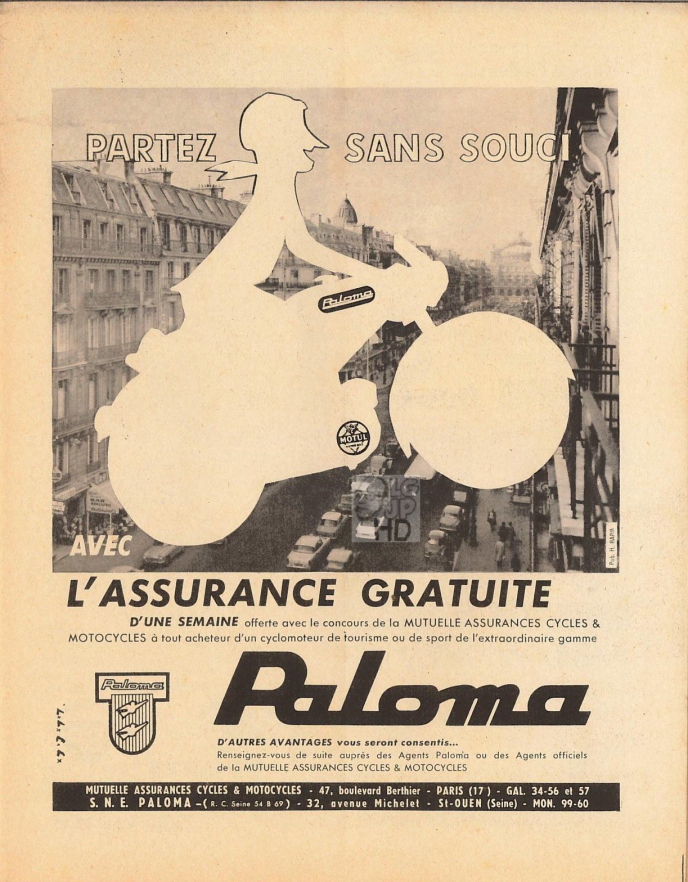 PARTEZ SANS SOUCI
Paloma
MOTUL
AVEC
Pub. H. RAPIN
L'ASSURANCE GRATUITE
D'UNE SEMAINE offerte avec le concours de la MUTUELLE ASSURANCES CYCLES &
MOTOCYCLES à tout acheteur d'un cyclomoteur de tourisme ou de sport de l'extraordinaire gamme
Paloma
Paloma
D'AUTRES AVANTAGES vous seront consentis...
Renseignez-vous de suite auprès des Agents Paloma ou des Agents officiels
de la MUTUELLE ASSURANCES CYCLES & MOTOCYCLES
MUTUELLE ASSURANCES CYCLES & MOTOCYCLES - 47, boulevard Berthier - PARIS (17ᵉ) - GAL. 34-56 et 57
S. N. E. PALOMA - ( R. C. Seine 54 B 69 ) - 32, avenue Michelet - St-OUEN (Seine) - MON. 99-60